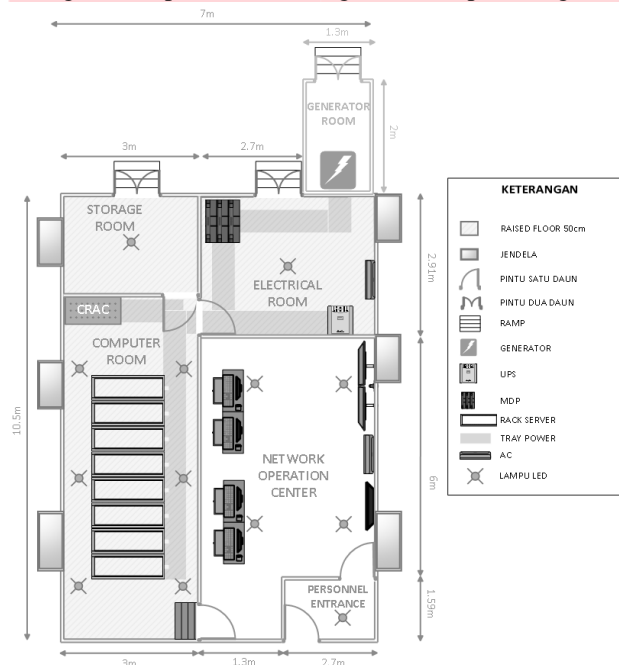 7m
1.3m
GENERATOR
ROOM
2m
3m
2.7m
STORAGE
ROOM
ELECTRICAL
ROOM
2.91m
CRAC
COMPUTER
ROOM
10.5m
NETWORK
OPERATION
CENTER
6m
PERSONNEL
ENTRANCE
1.59m
3m
1.3m
2.7m
KETERANGAN
RAISED FLOOR 50cm
JENDELA
PINTU SATU DAUN
PINTU DUA DAUN
RAMP
GENERATOR
UPS
MDP
RACK SERVER
TRAY POWER
AC
LAMPU LED